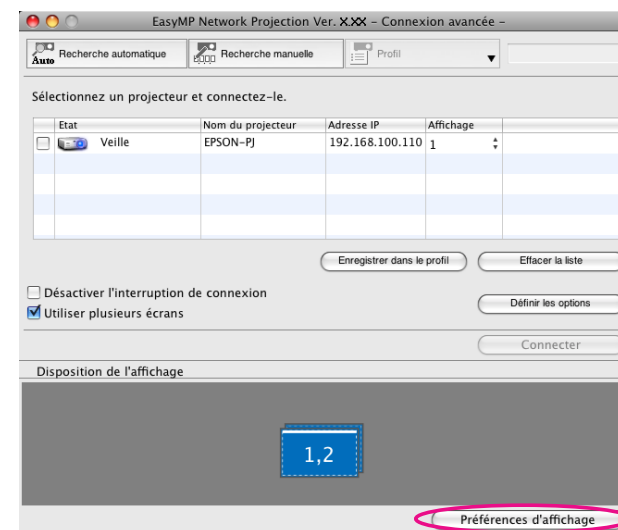 EasyMP Network Projection Ver. X.XX – Connexion avancée –
Auto Recherche automatique Recherche manuelle Profil
Sélectionnez un projecteur et connectez-le.
Etat Nom du projecteur Adresse IP Affichage
Veille EPSON-PJ 192.168.100.110 1
Enregistrer dans le profil Effacer la liste
Désactiver l'interruption de connexion
Définir les options
Utiliser plusieurs écrans
Connecter
Disposition de l'affichage
1,2
Préférences d'affichage